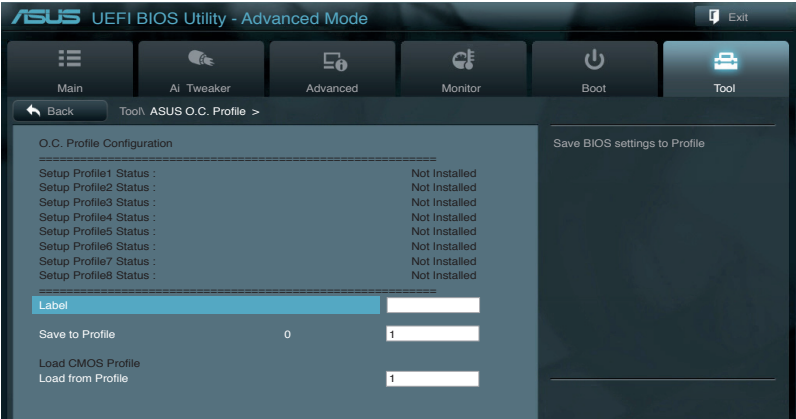 ASUS UEFI BIOS Utility - Advanced Mode
Exit
Main Ai Tweaker Advanced Monitor Boot Tool
Back Tool\ ASUS O.C. Profile >
O.C. Profile Configuration
Save BIOS settings to Profile
============================================================
Setup Profile1 Status : Not Installed
Setup Profile2 Status : Not Installed
Setup Profile3 Status : Not Installed
Setup Profile4 Status : Not Installed
Setup Profile5 Status : Not Installed
Setup Profile6 Status : Not Installed
Setup Profile7 Status : Not Installed
Setup Profile8 Status : Not Installed
============================================================
Label
Save to Profile 0 1
Load CMOS Profile
Load from Profile 1